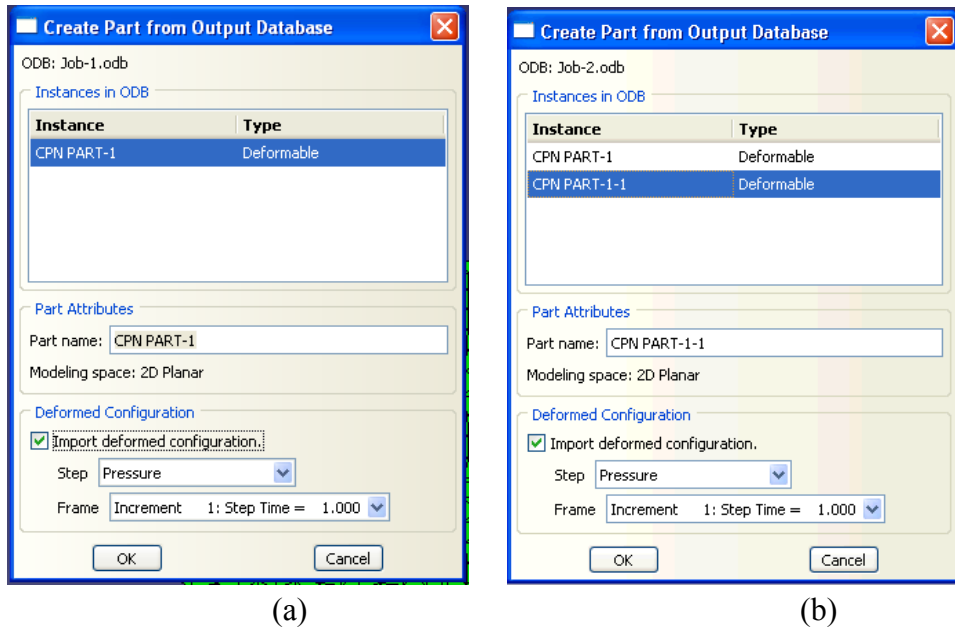 Create Part from Output Database
ODB: Job-1.odb
Instances in ODB
Instance Type
CPN PART-1 Deformable
Part Attributes
Part name: CPN PART-1
Modeling space: 2D Planar
Deformed Configuration
Import deformed configuration.
Step Pressure
Frame Increment 1: Step Time = 1.000
OK Cancel
(a)
Create Part from Output Database
ODB: Job-2.odb
Instances in ODB
Instance Type
CPN PART-1 Deformable
CPN PART-1-1 Deformable
Part Attributes
Part name: CPN PART-1-1
Modeling space: 2D Planar
Deformed Configuration
Import deformed configuration.
Step Pressure
Frame Increment 1: Step Time = 1.000
OK Cancel
(b)